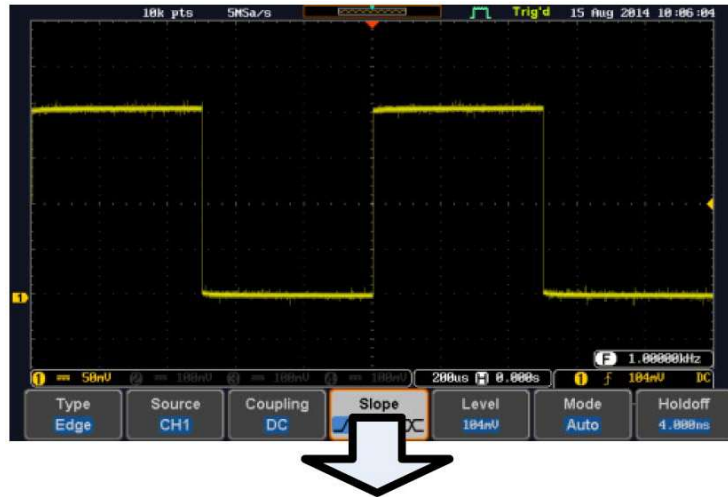 10k pts 5MSa/s Trig'd 15 Aug 2014 10:06:04
1
F 1.00000kHz
1 50mV 2 100mV 3 100mV 4 100mV 200us H 0.000s 1 104mV DC
Type Source Coupling Slope Level Mode Holdoff
Edge CH1 DC 104mV Auto 4.000ns